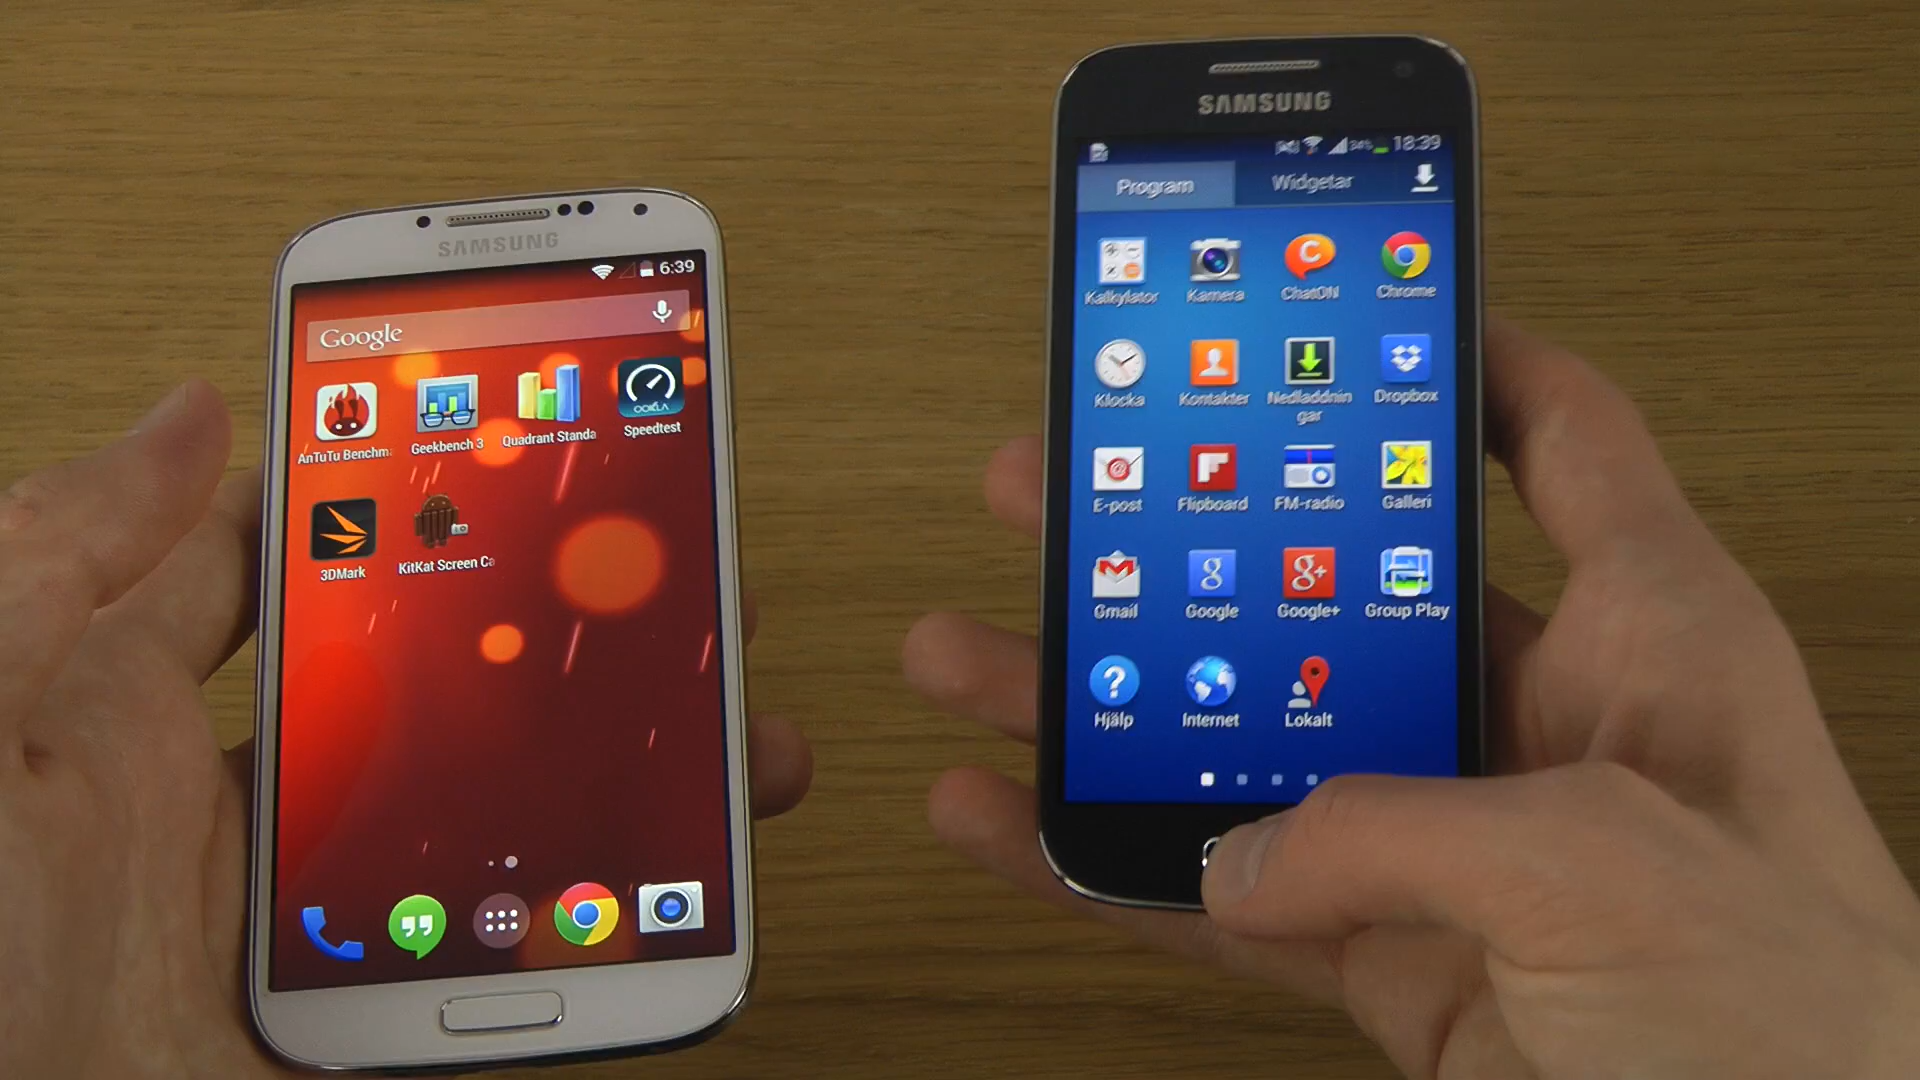 SAMSUNG
6:39
Google
AnTuTu Benchm
Geekbench 3
Quadrant Standa
OOKLA
Speedtest
3DMark
KitKat Screen Ca
SAMSUNG
34% 18:39
Program
Widgetar
Kalkylator
Kamera
ChatON
Chrome
Klocka
Kontakter
Nedladdnin
gar
Dropbox
E-post
Flipboard
FM-radio
Galleri
Gmail
Google
Google+
Group Play
Hjälp
Internet
Lokalt